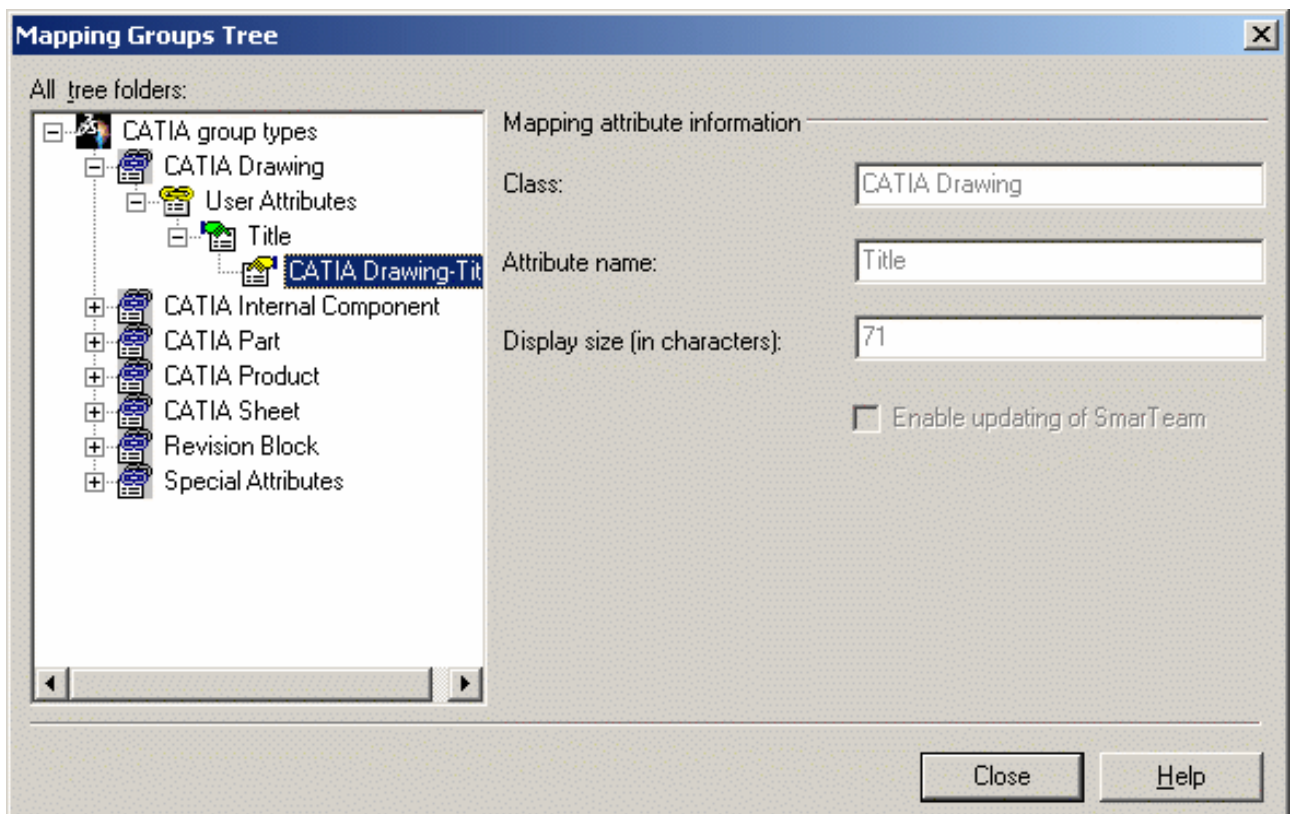 Mapping Groups Tree
All tree folders:
CATIA group types
CATIA Drawing
User Attributes
Title
CATIA Drawing-Tit
CATIA Internal Component
CATIA Part
CATIA Product
CATIA Sheet
Revision Block
Special Attributes
Mapping attribute information
Class:
CATIA Drawing
Attribute name:
Title
Display size (in characters):
71
Enable updating of SmarTeam
Close
Help